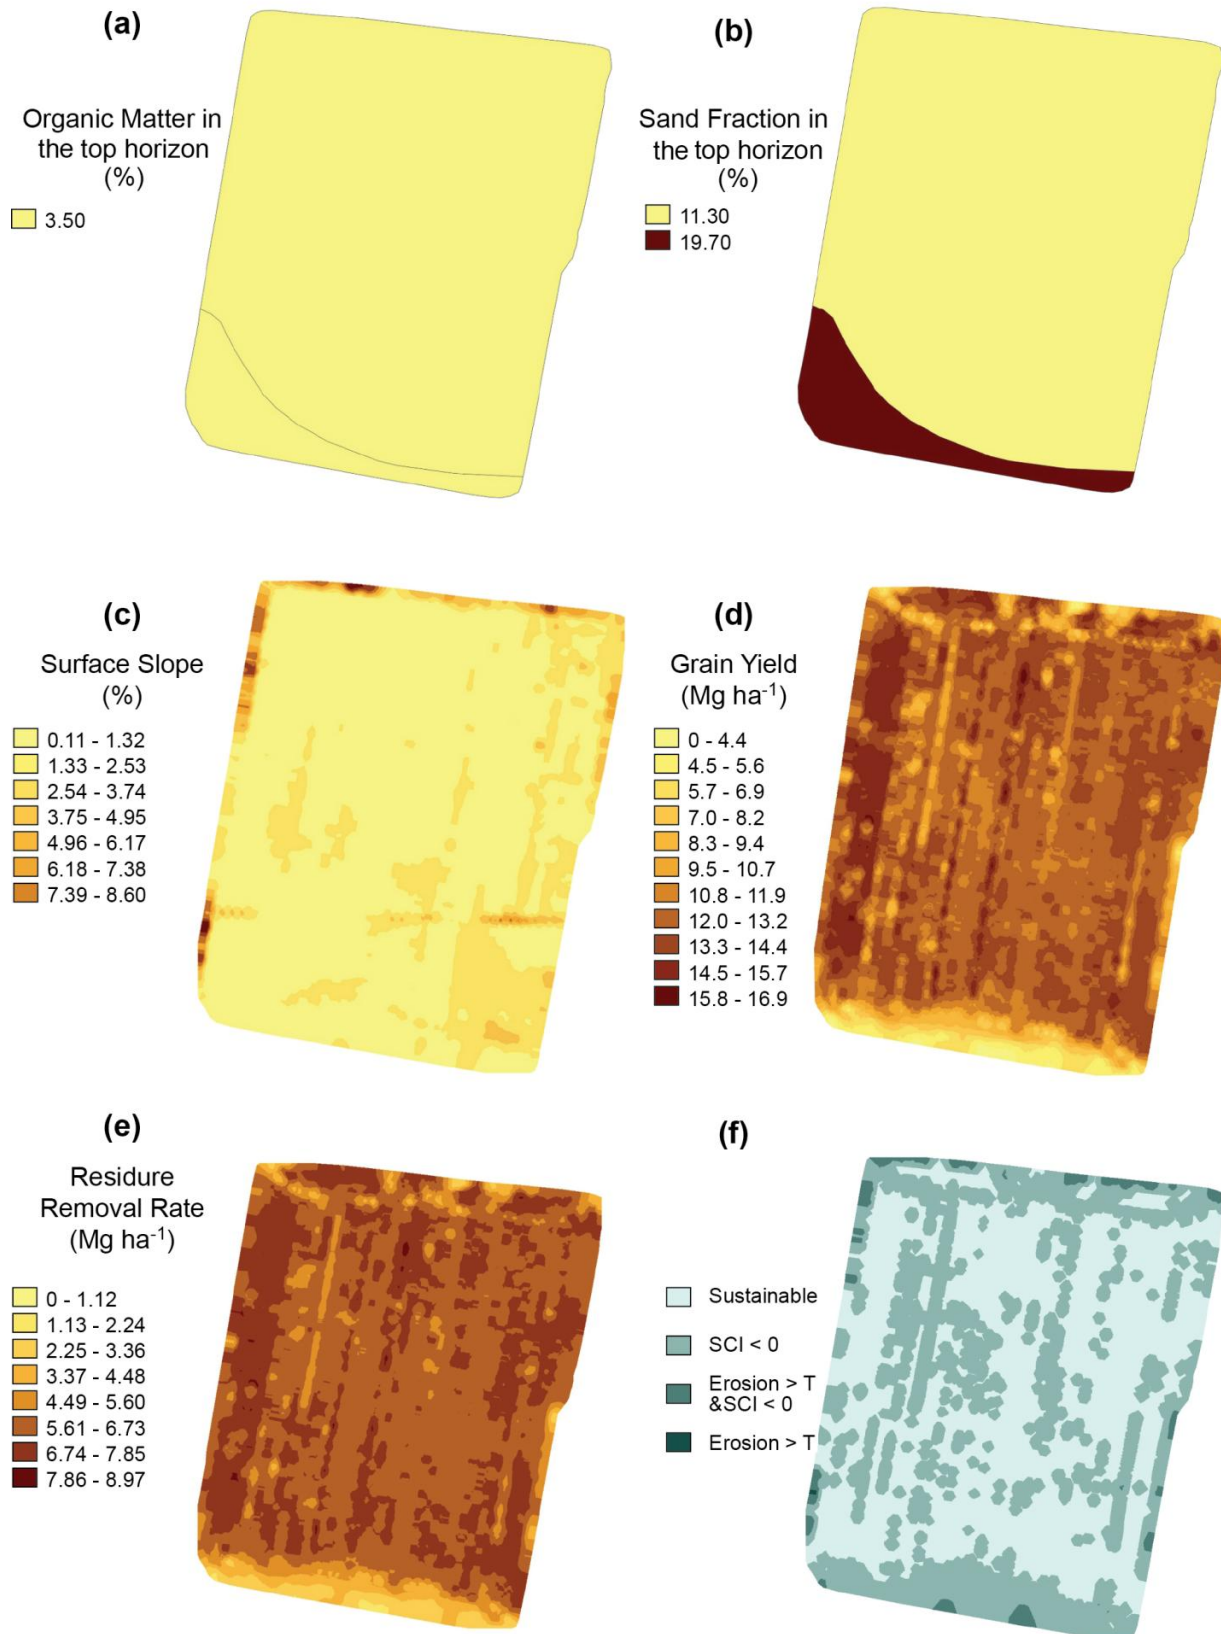 (a)
Organic Matter in
the top horizon
(%)
3.50
(b)
Sand Fraction in
the top horizon
(%)
11.30
19.70
(c)
Surface Slope
(%)
0.11 - 1.32
1.33 - 2.53
2.54 - 3.74
3.75 - 4.95
4.96 - 6.17
6.18 - 7.38
7.39 - 8.60
(d)
Grain Yield
(Mg ha⁻¹)
0 - 4.4
4.5 - 5.6
5.7 - 6.9
7.0 - 8.2
8.3 - 9.4
9.5 - 10.7
10.8 - 11.9
12.0 - 13.2
13.3 - 14.4
14.5 - 15.7
15.8 - 16.9
(e)
Residure
Removal Rate
(Mg ha⁻¹)
0 - 1.12
1.13 - 2.24
2.25 - 3.36
3.37 - 4.48
4.49 - 5.60
5.61 - 6.73
6.74 - 7.85
7.86 - 8.97
(f)
Sustainable
SCI < 0
Erosion > T
&SCI < 0
Erosion > T